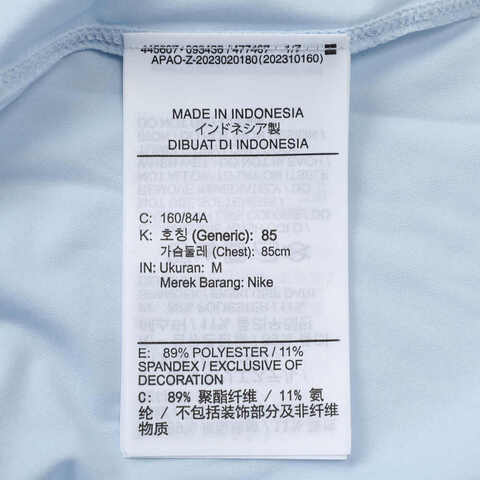 445607 - 093436 / 477467 1/7
APAO-Z-2023020180 (202310160)
MADE IN INDONESIA
インドネシア製
DIBUAT DI INDONESIA
C: 160/84A
K: 호칭 (Generic): 85
가슴둘레 (Chest): 85cm
IN: Ukuran: M
Merek Barang: Nike
E: 89% POLYESTER / 11%
SPANDEX / EXCLUSIVE OF
DECORATION
C: 89% 聚酯纤维 / 11% 氨
纶 / 不包括装饰部分及非纤维
物质